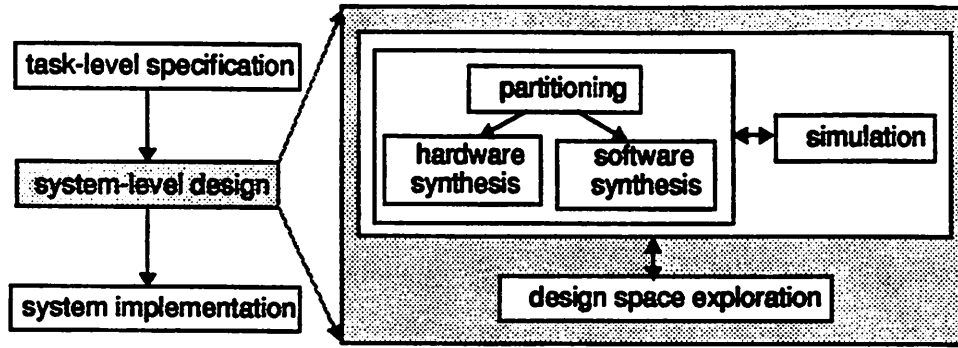 task-level specification
system-level design
system implementation
partitioning
hardware
synthesis
software
synthesis
simulation
design space exploration